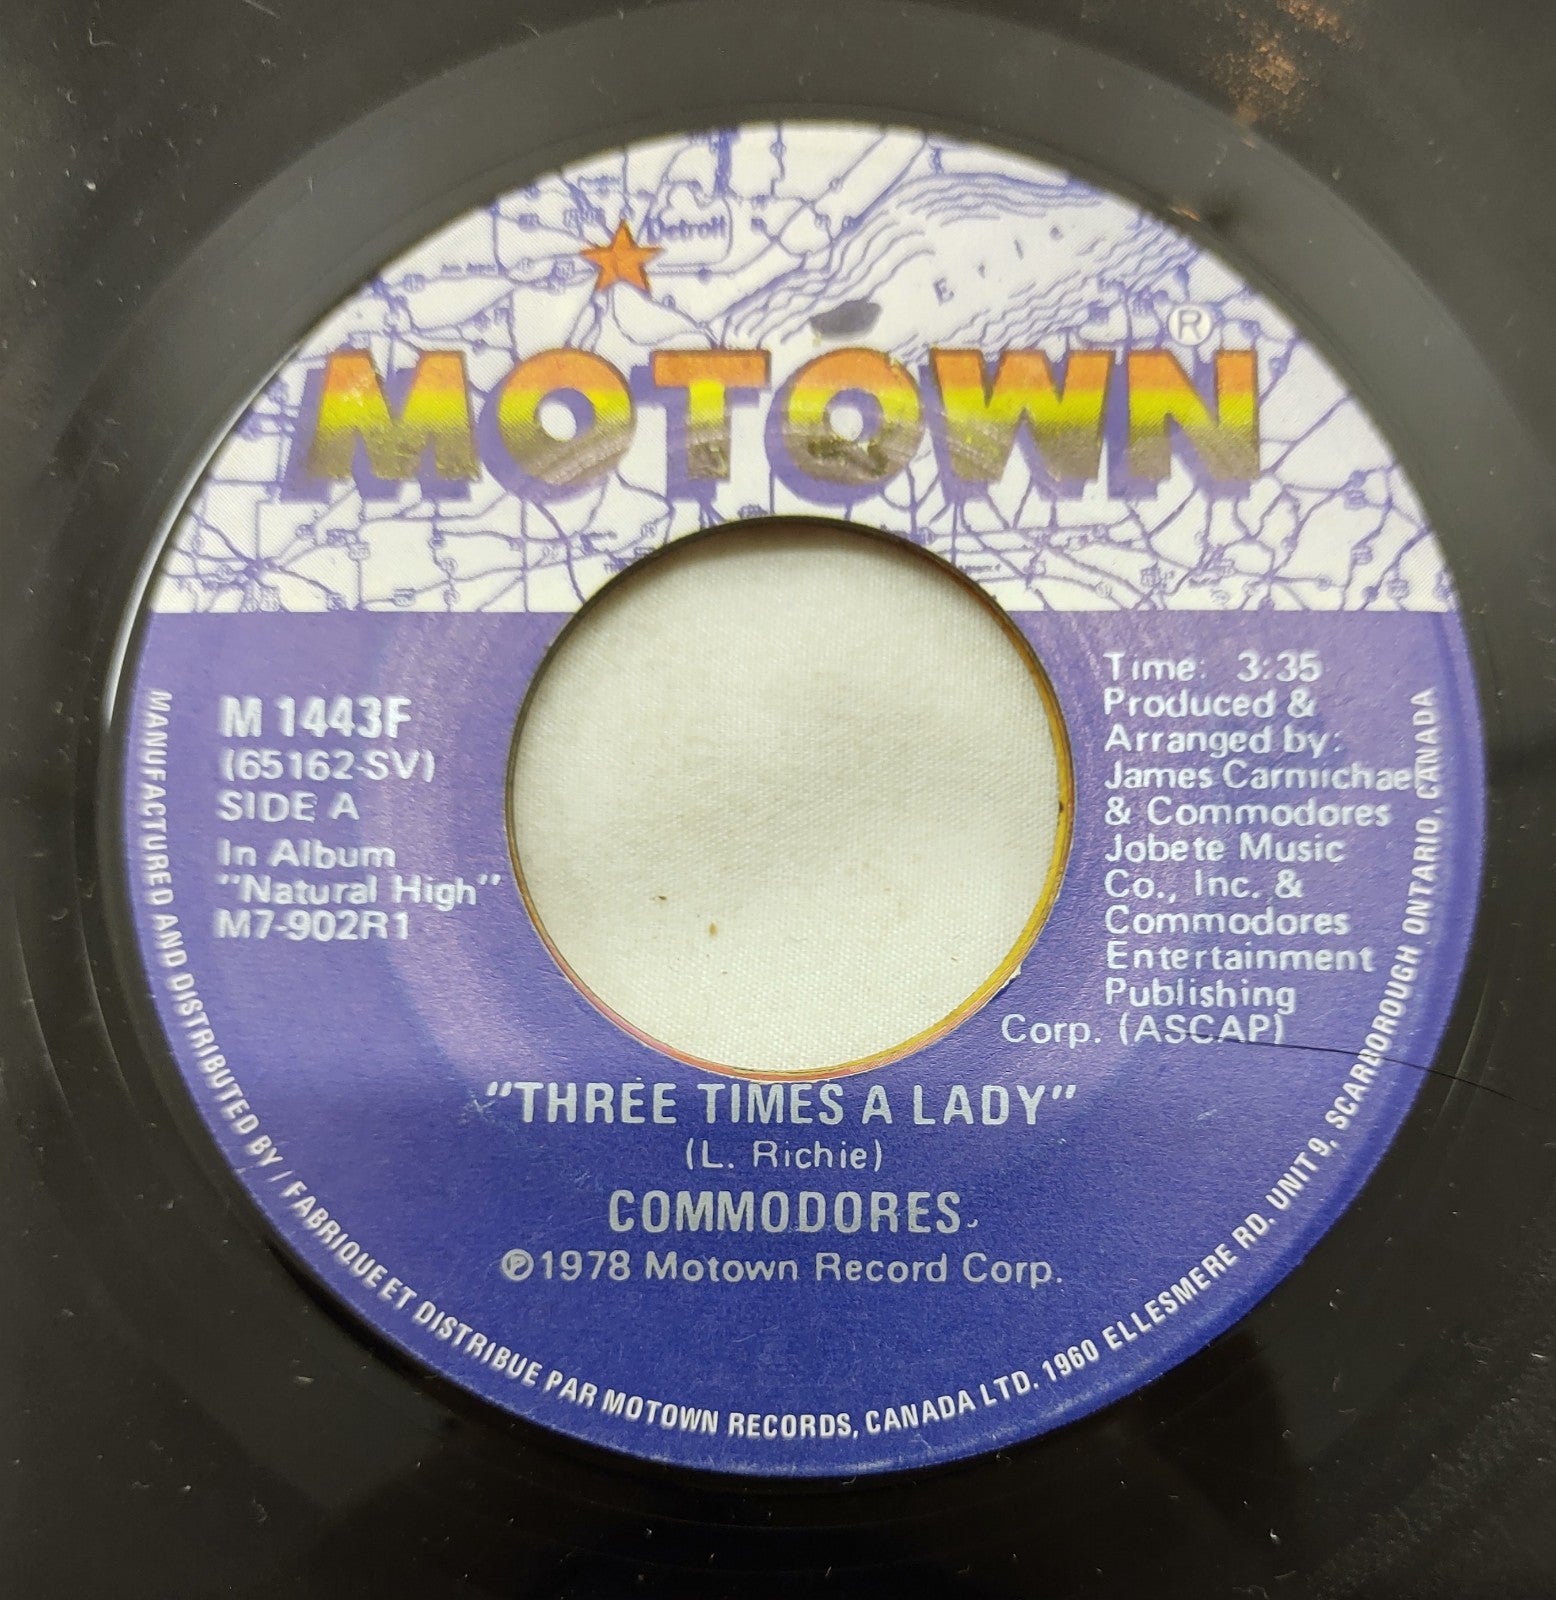 Detroit
Erie
MOTOWN
®
M 1443F
(65162-SV)
SIDE A
In Album
"Natural High"
M7-902R1
Time: 3:35
Produced &
Arranged by:
James Carmichael
& Commodores
Jobete Music
Co., Inc. &
Commodores
Entertainment
Publishing
Corp. (ASCAP)
"THREE TIMES A LADY"
(L. Richie)
COMMODORES
℗1978 Motown Record Corp.
MANUFACTURED AND DISTRIBUTED BY / FABRIQUE ET DISTRIBUE PAR MOTOWN RECORDS, CANADA LTD. 1960 ELLESMERE RD. UNIT 9, SCARBOROUGH ONTARIO, CANADA